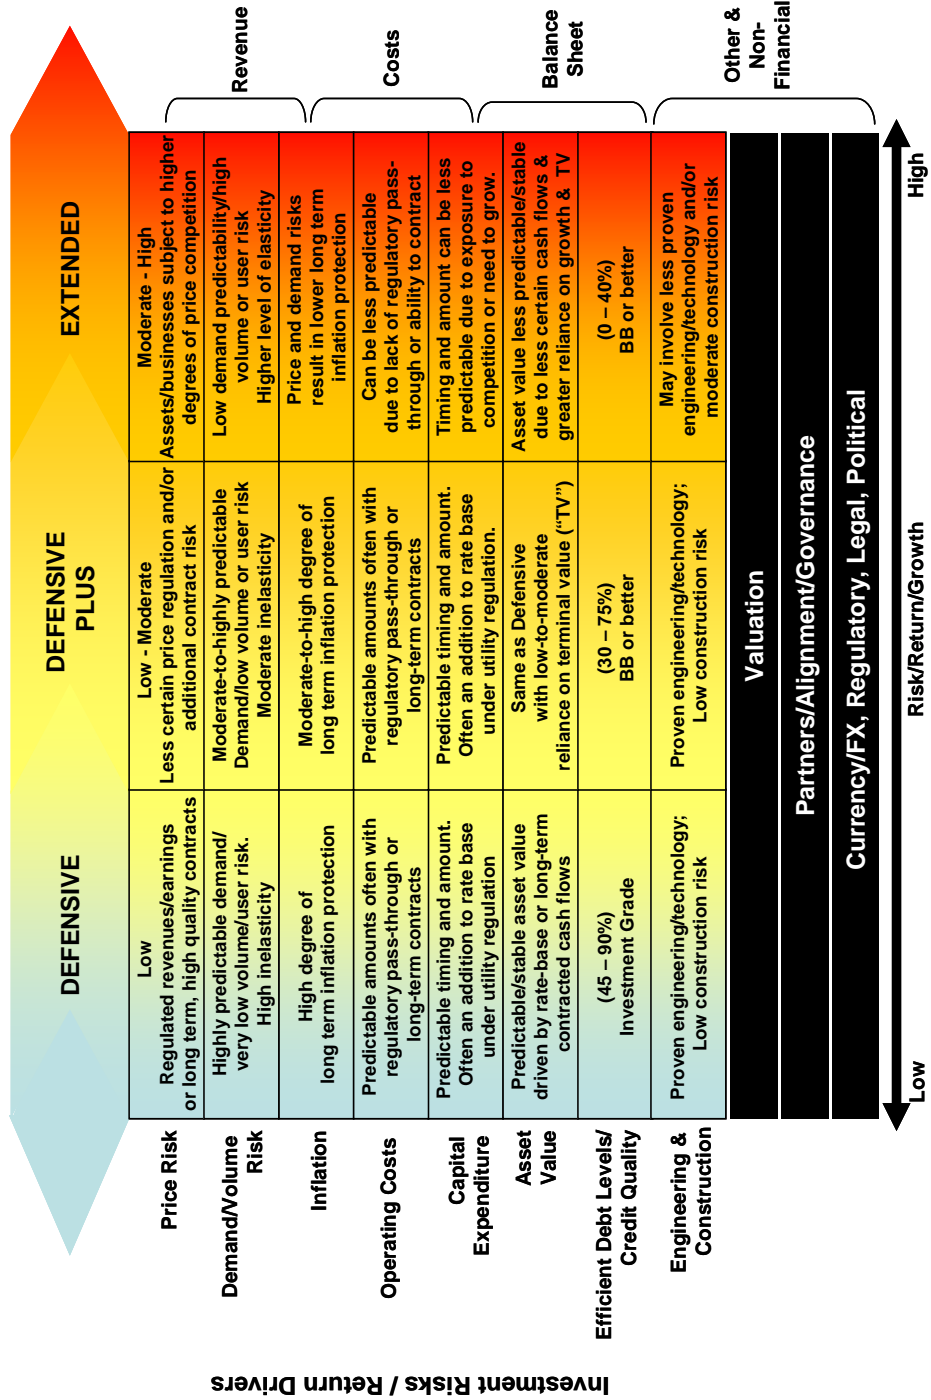 Investment Risks / Return Drivers
DEFENSIVE
DEFENSIVE
PLUS
EXTENDED
Price Risk
Low
Regulated revenues/earnings
or long term, high quality contracts
Low - Moderate
Less certain price regulation and/or
additional contract risk
Moderate - High
Assets/businesses subject to higher
degrees of price competition
Demand/Volume
Risk
Highly predictable demand/
very low volume/user risk.
High inelasticity
Moderate-to-highly predictable
Demand/low volume or user risk
Moderate inelasticity
Low demand predictability/high
volume or user risk
Higher level of elasticity
Inflation
High degree of
long term inflation protection
Moderate-to-high degree of
long term inflation protection
Price and demand risks
result in lower long term
inflation protection
Revenue
Operating Costs
Predictable amounts often with
regulatory pass-through or
long-term contracts
Predictable amounts often with
regulatory pass-through or
long-term contracts
Can be less predictable
due to lack of regulatory pass-
through or ability to contract
Capital
Expenditure
Predictable timing and amount.
Often an addition to rate base
under utility regulation
Predictable timing and amount.
Often an addition to rate base
under utility regulation.
Timing and amount can be less
predictable due to exposure to
competition or need to grow.
Costs
Asset
Value
Predictable/stable asset value
driven by rate-base or long-term
contracted cash flows
Same as Defensive
with low-to-moderate
reliance on terminal value (“TV”)
Asset value less predictable/stable
due to less certain cash flows &
greater reliance on growth & TV
Efficient Debt Levels/
Credit Quality
(45 – 90%)
Investment Grade
(30 – 75%)
BB or better
(0 – 40%)
BB or better
Balance
Sheet
Engineering &
Construction
Proven engineering/technology;
Low construction risk
Proven engineering/technology;
Low construction risk
May involve less proven
engineering/technology and/or
moderate construction risk
Valuation
Partners/Alignment/Governance
Currency/FX, Regulatory, Legal, Political
Other &
Non-
Financial
Low
Risk/Return/Growth
High